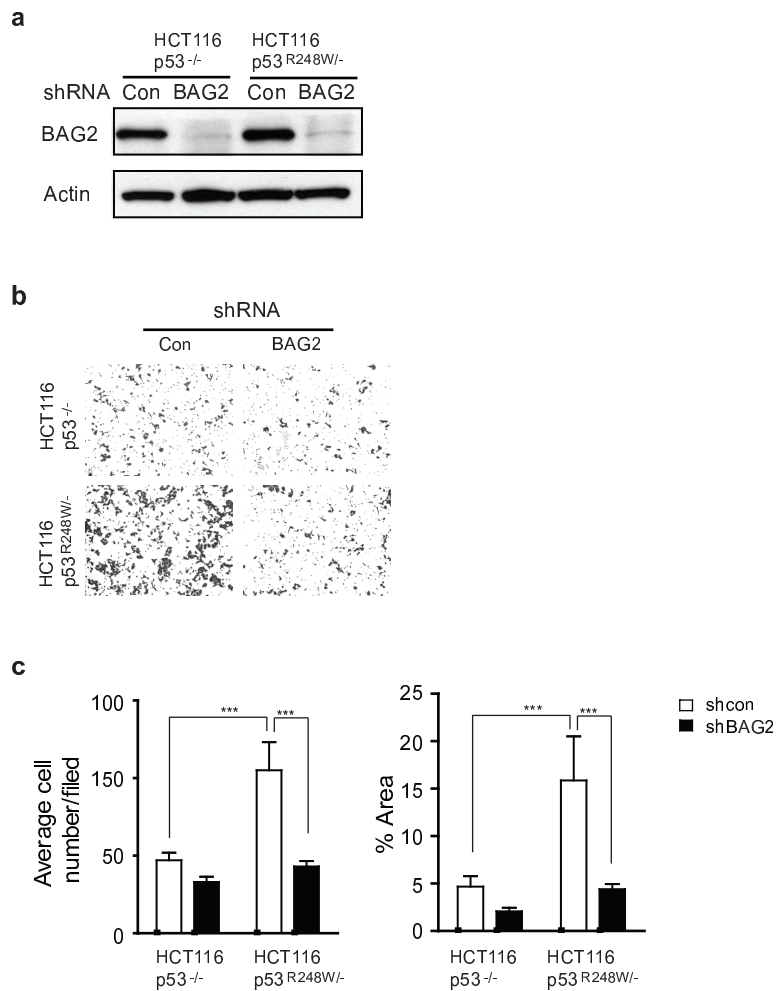 a
HCT116 HCT116
p53 -/- p53 R248W/-
shRNA Con BAG2 Con BAG2
BAG2
Actin
b
shRNA
Con BAG2
HCT116
p53 -/-
HCT116
p53 R248W/-
c
Average cell
number/filed
100
150
50
0
*** ***
HCT116 HCT116
p53 -/- p53 R248W/-
% Area
25
20
15
10
5
0
*** ***
HCT116 HCT116
p53 -/- p53 R248W/-
shcon
shBAG2